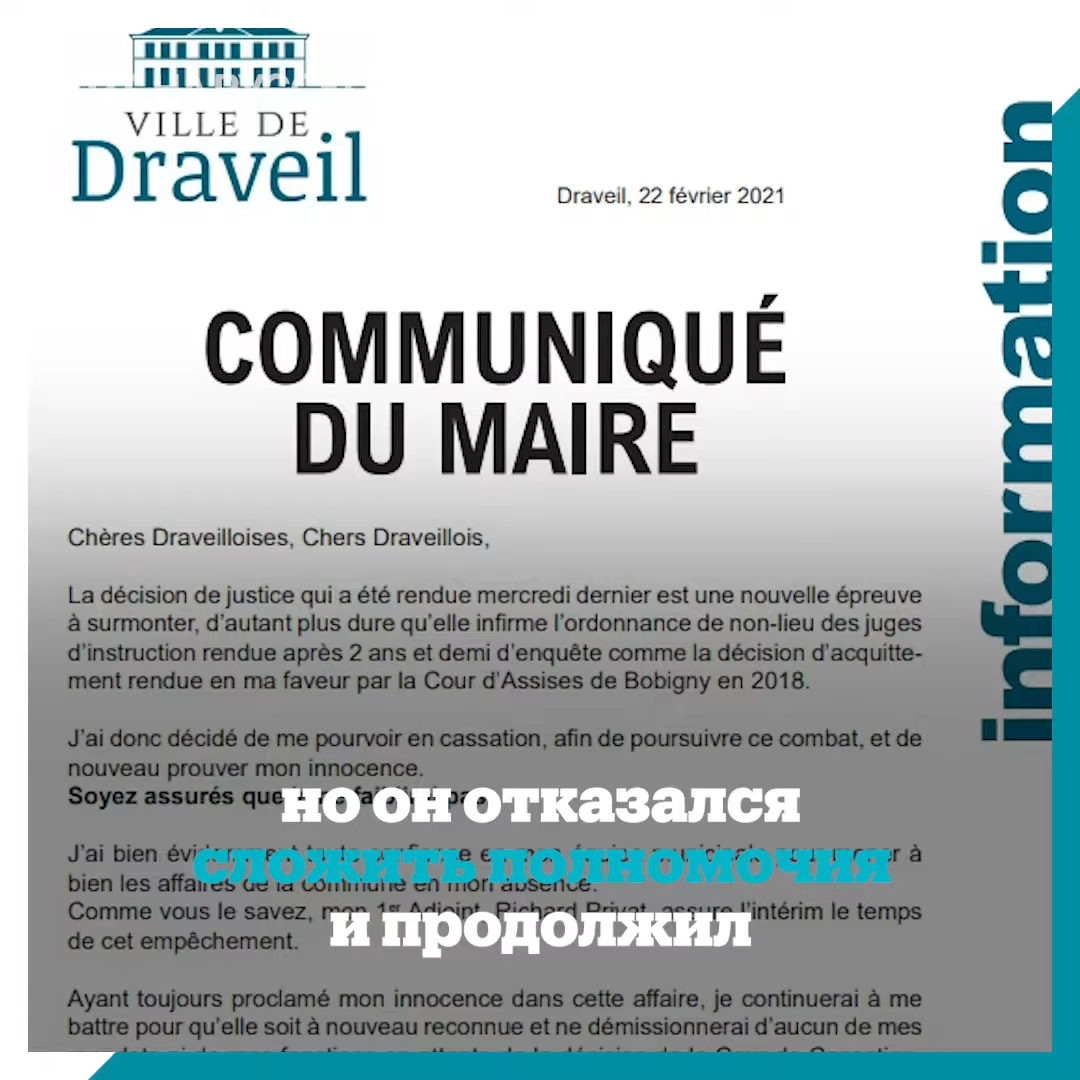 VILLE DE
Draveil
Draveil, 22 février 2021
information
COMMUNIQUÉ
DU MAIRE
Chères Draveilloises, Chers Draveillois,
La décision de justice qui a été rendue mercredi dernier est une nouvelle épreuve
à surmonter, d'autant plus dure qu'elle infirme l'ordonnance de non-lieu des juges
d'instruction rendue après 2 ans et demi d'enquête comme la décision d'acquitte-
ment rendue en ma faveur par la Cour d'Assises de Bobigny en 2018.
J'ai donc décidé de me pourvoir en cassation, afin de poursuivre ce combat, et de
nouveau prouver mon innocence.
Soyez assurés que
но он отказался
J'ai bien à
сложить полномочия
bien les affaires de la commune en mon absence.
Comme vous le savez, mon 1er Adjoint, Richard Privat, assure l'intérim le temps
и продолжил
de cet empêchement.
Ayant toujours proclamé mon innocence dans cette affaire, je continuerai à me
battre pour qu'elle soit à nouveau reconnue et ne démissionnerai d'aucun de mes